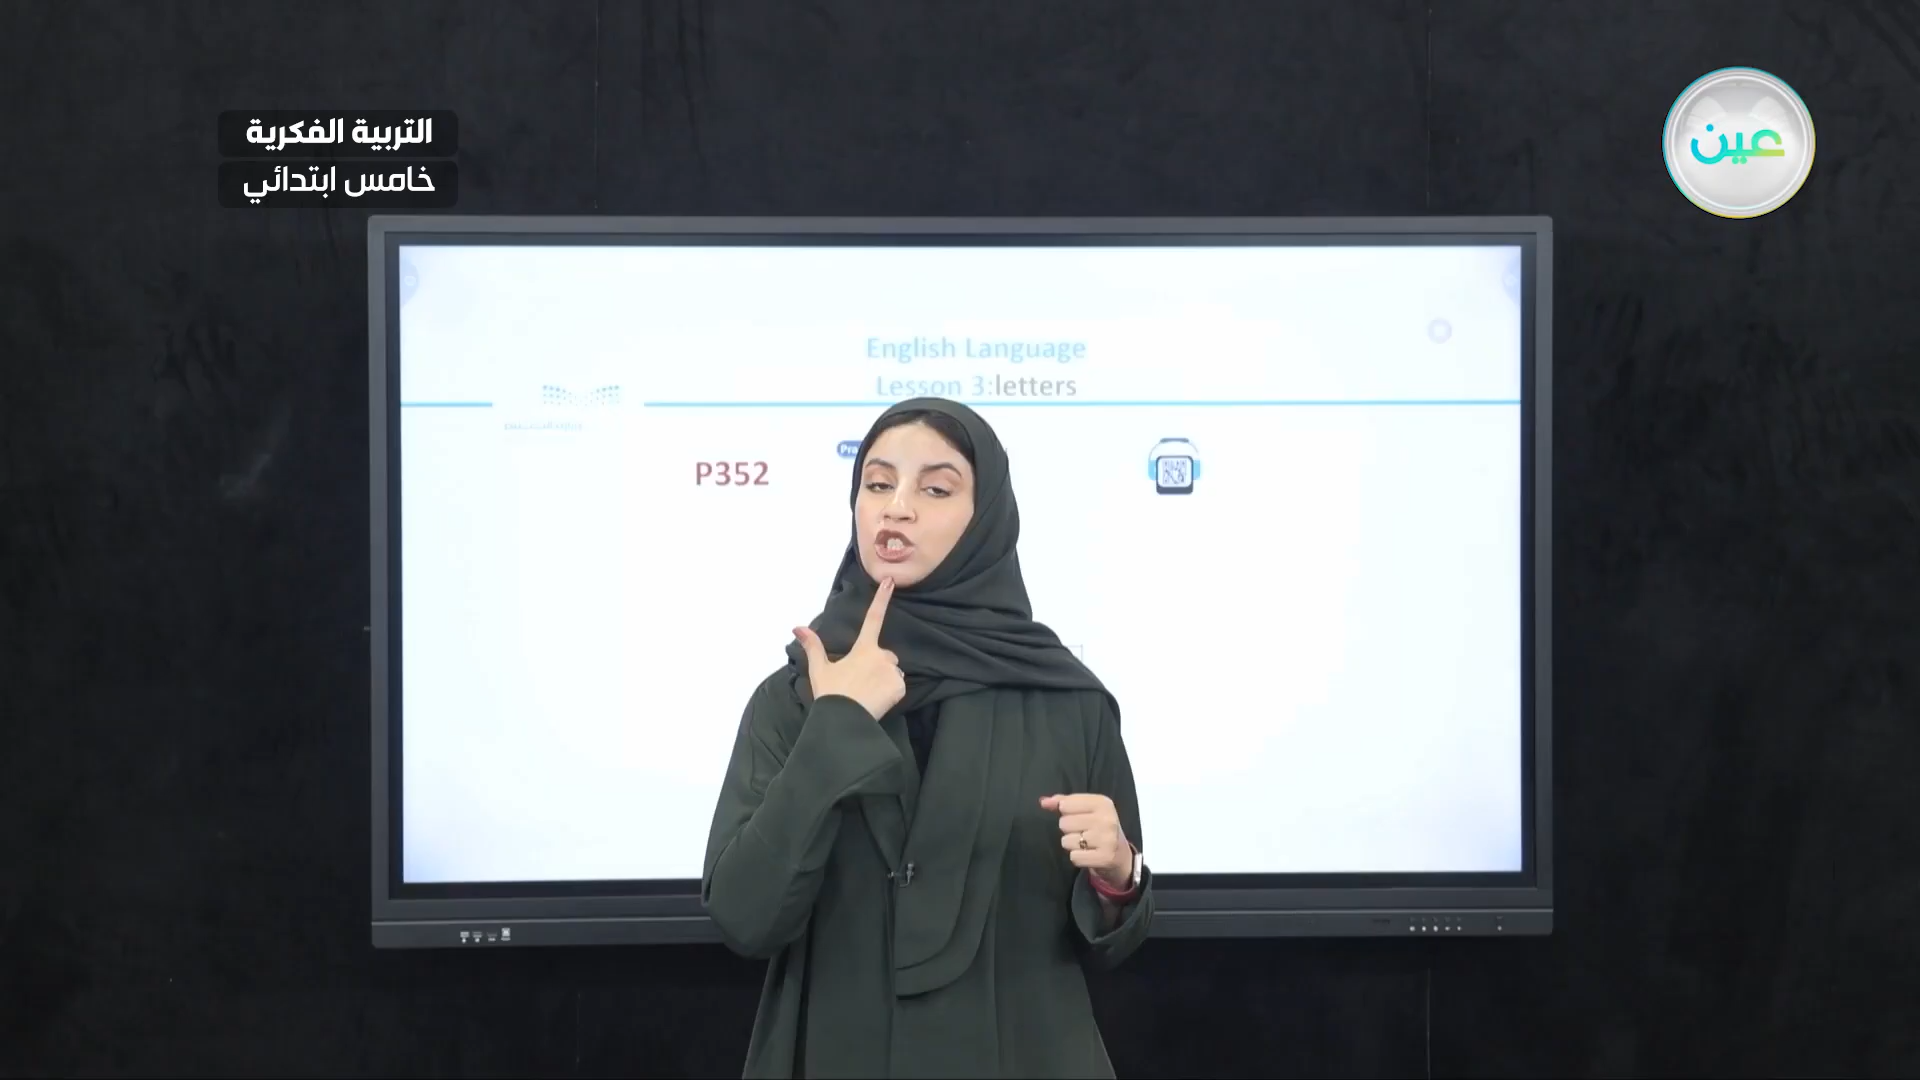 التربية الفكرية
خامس ابتدائي
عين
English Language
Lesson 3:letters
P352